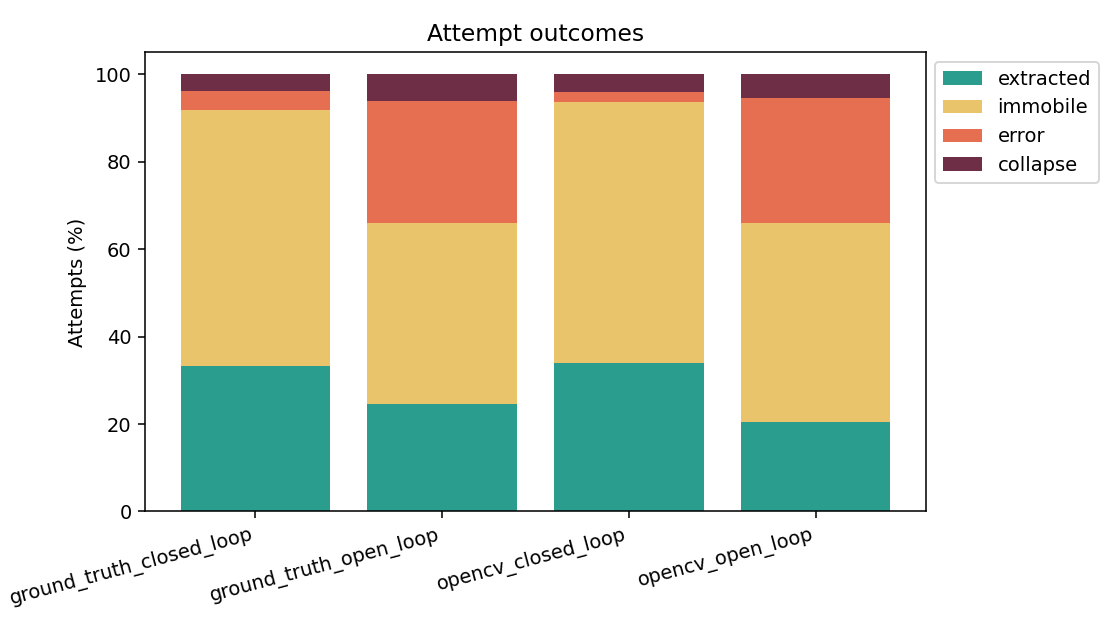 Attempt outcomes
100
80
60
40
20
0
Attempts (%)
ground_truth_closed_loop
ground_truth_open_loop
opencv_closed_loop
opencv_open_loop
extracted
immobile
error
collapse